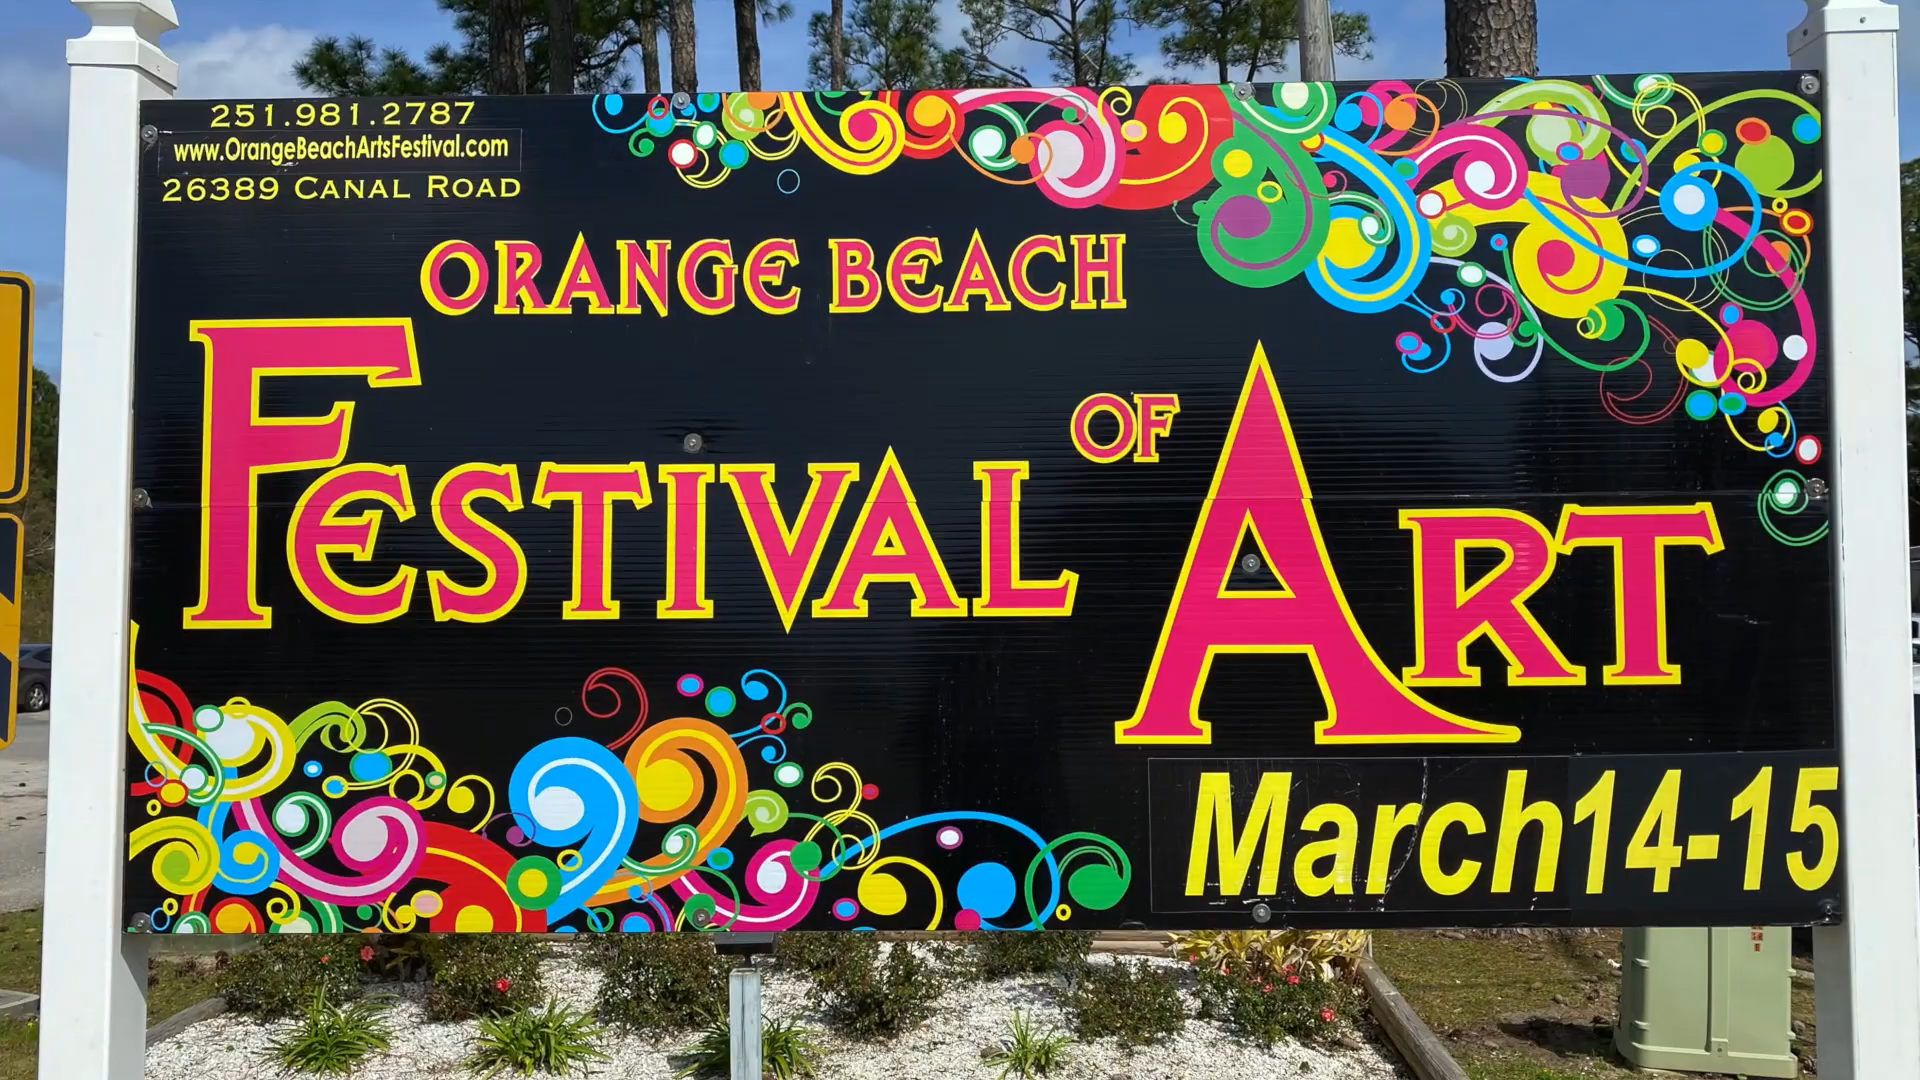 251.981.2787
www.OrangeBeachArtsFestival.com
26389 CANAL ROAD
ORANGE BEACH
FESTIVAL OF ART
March14-15